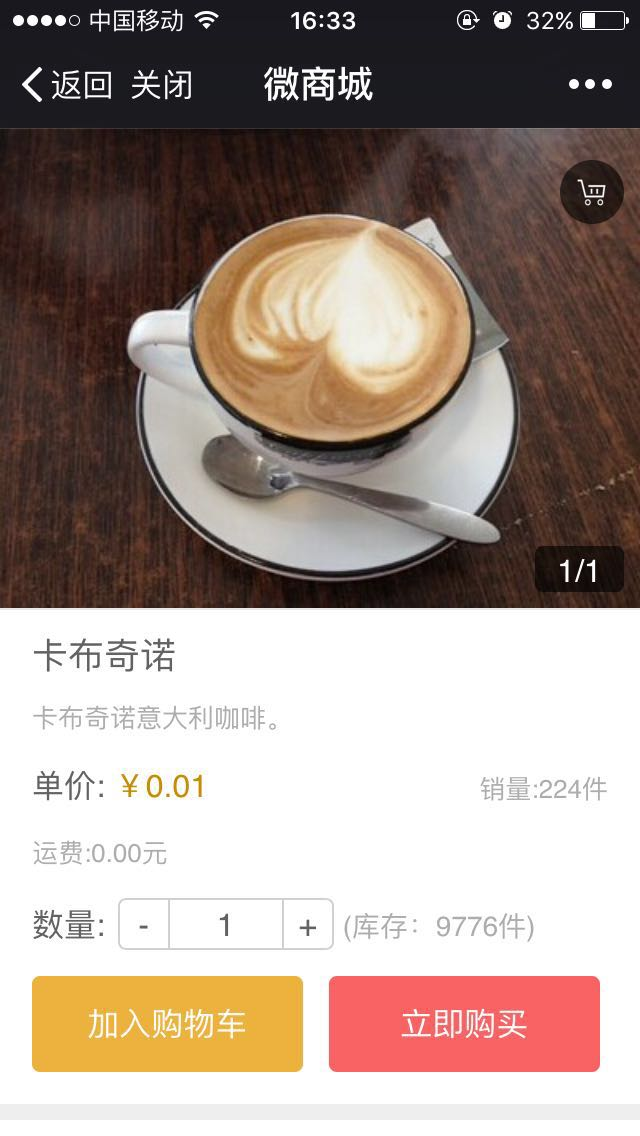 中国移动 16:33 32%
返回 关闭 微商城
1/1
卡布奇诺
卡布奇诺意大利咖啡。
单价: ￥0.01 销量:224件
运费:0.00元
数量: - 1 + (库存：9776件)
加入购物车 立即购买